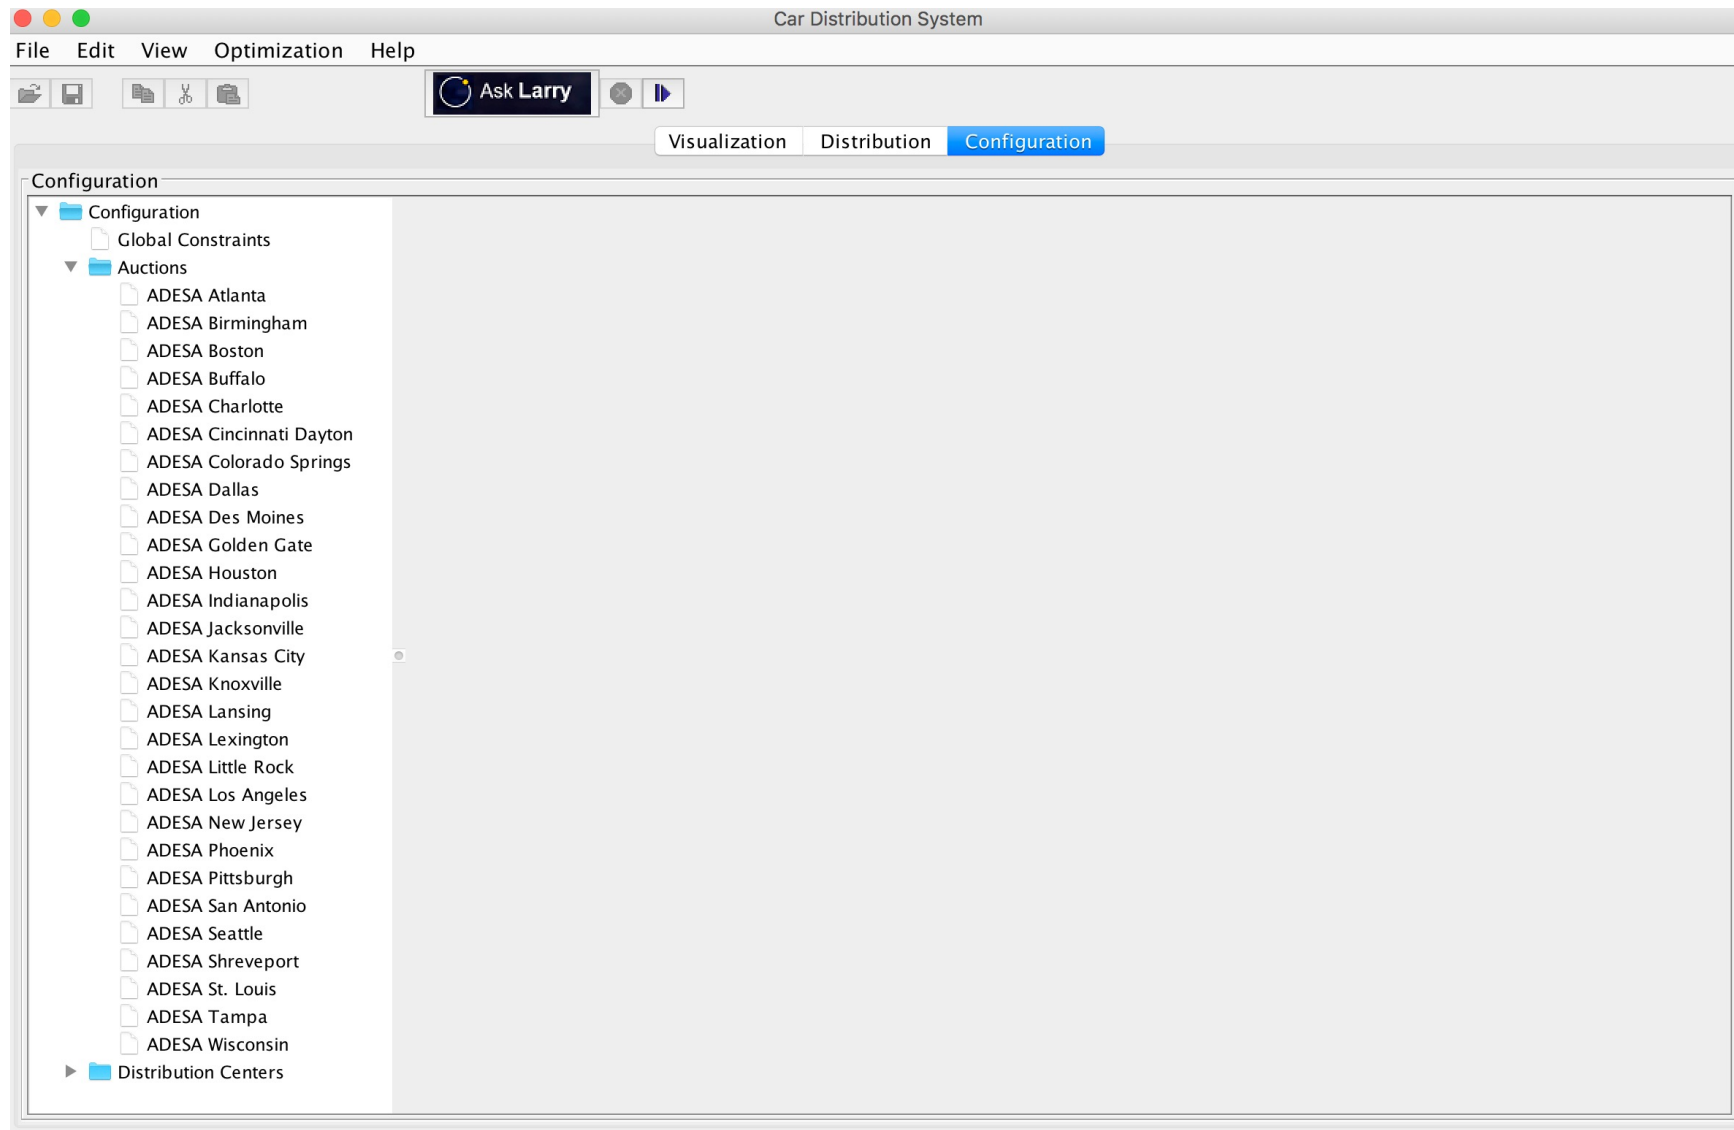 Car Distribution System
File Edit View Optimization Help
Ask Larry
Visualization Distribution Configuration
Configuration
Configuration
Global Constraints
Auctions
ADESA Atlanta
ADESA Birmingham
ADESA Boston
ADESA Buffalo
ADESA Charlotte
ADESA Cincinnati Dayton
ADESA Colorado Springs
ADESA Dallas
ADESA Des Moines
ADESA Golden Gate
ADESA Houston
ADESA Indianapolis
ADESA Jacksonville
ADESA Kansas City
ADESA Knoxville
ADESA Lansing
ADESA Lexington
ADESA Little Rock
ADESA Los Angeles
ADESA New Jersey
ADESA Phoenix
ADESA Pittsburgh
ADESA San Antonio
ADESA Seattle
ADESA Shreveport
ADESA St. Louis
ADESA Tampa
ADESA Wisconsin
Distribution Centers